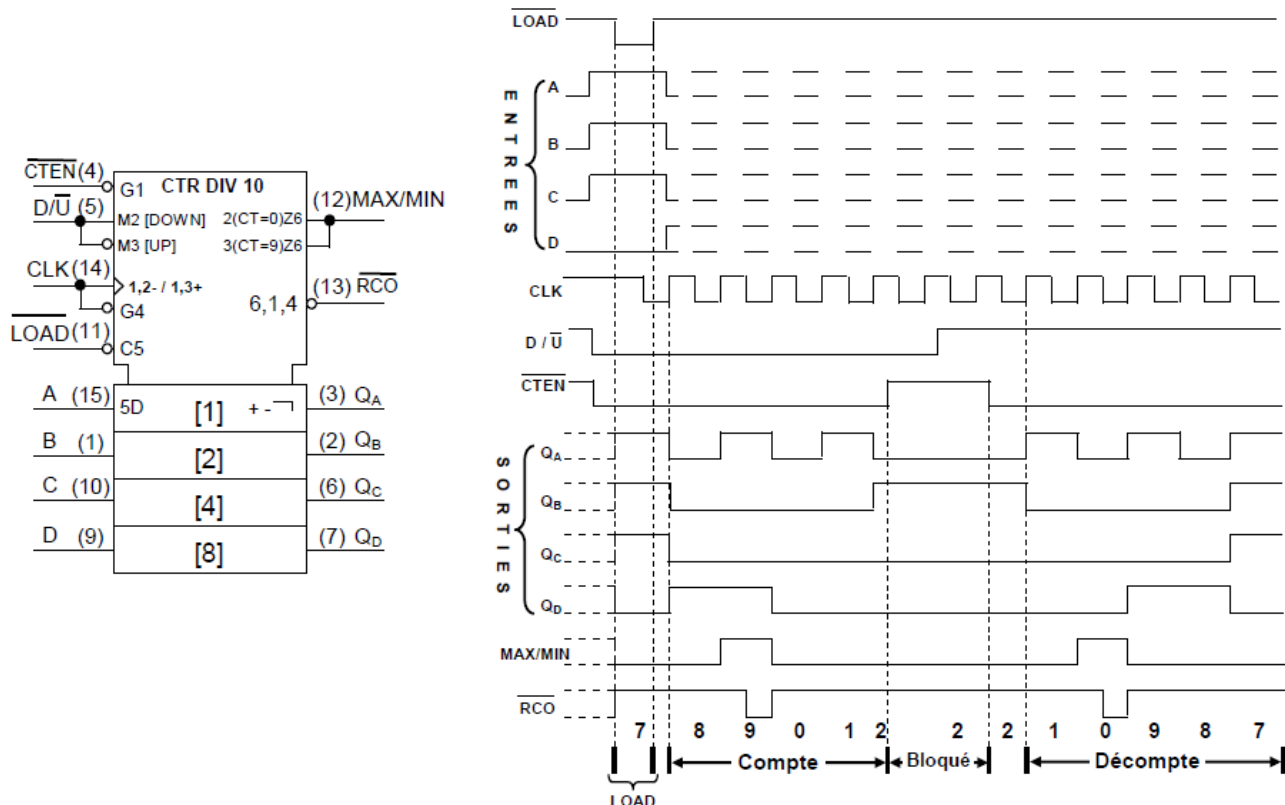 CTEN (4)
D/U (5)
CLK (14)
LOAD (11)
CTR DIV 10
G1
M2 [DOWN]
M3 [UP]
1,2- / 1,3+
G4
C5
2(CT=0)Z6
3(CT=9)Z6
6,1,4
(12)MAX/MIN
(13) RCO
A (15) 5D [1] + - (3) QA
B (1) [2] (2) QB
C (10) [4] (6) QC
D (9) [8] (7) QD
LOAD
ENTREES
A
B
C
D
CLK
D / U
CTEN
SORTIES
QA
QB
QC
QD
MAX/MIN
RCO
7 8 9 0 1 2 2 2 1 0 9 8 7
Compte Bloqué Décompte
LOAD